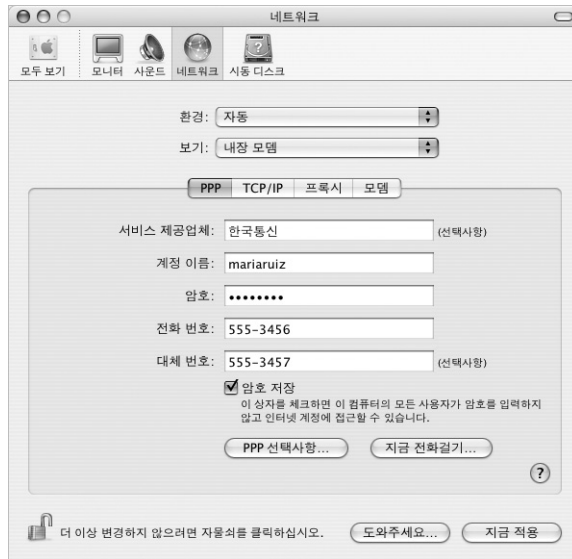 네트워크
모두 보기 모니터 사운드 네트워크 시동 디스크
환경: 자동
보기: 내장 모뎀
PPP TCP/IP 프록시 모뎀
서비스 제공업체: 한국통신 (선택사항)
계정 이름: mariaruiz
암호: ••••••••
전화 번호: 555-3456
대체 번호: 555-3457 (선택사항)
암호 저장
이 상자를 체크하면 이 컴퓨터의 모든 사용자가 암호를 입력하지
않고 인터넷 계정에 접근할 수 있습니다.
PPP 선택사항... 지금 전화걸기...
?
더 이상 변경하지 않으려면 자물쇠를 클릭하십시오. 도와주세요... 지금 적용